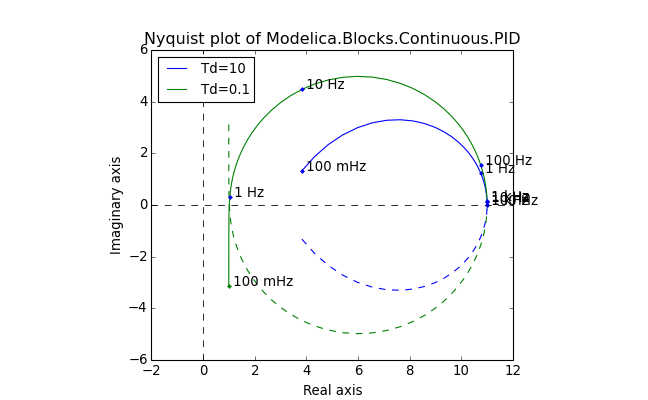 Nyquist plot of Modelica.Blocks.Continuous.PID
6
4
2
0
−2
−4
−6
Imaginary axis
Td=10
Td=0.1
10 Hz
100 Hz
1 Hz
100 mHz
1 Hz
100 mHz
−2
0
2
4
6
8
10
12
Real axis